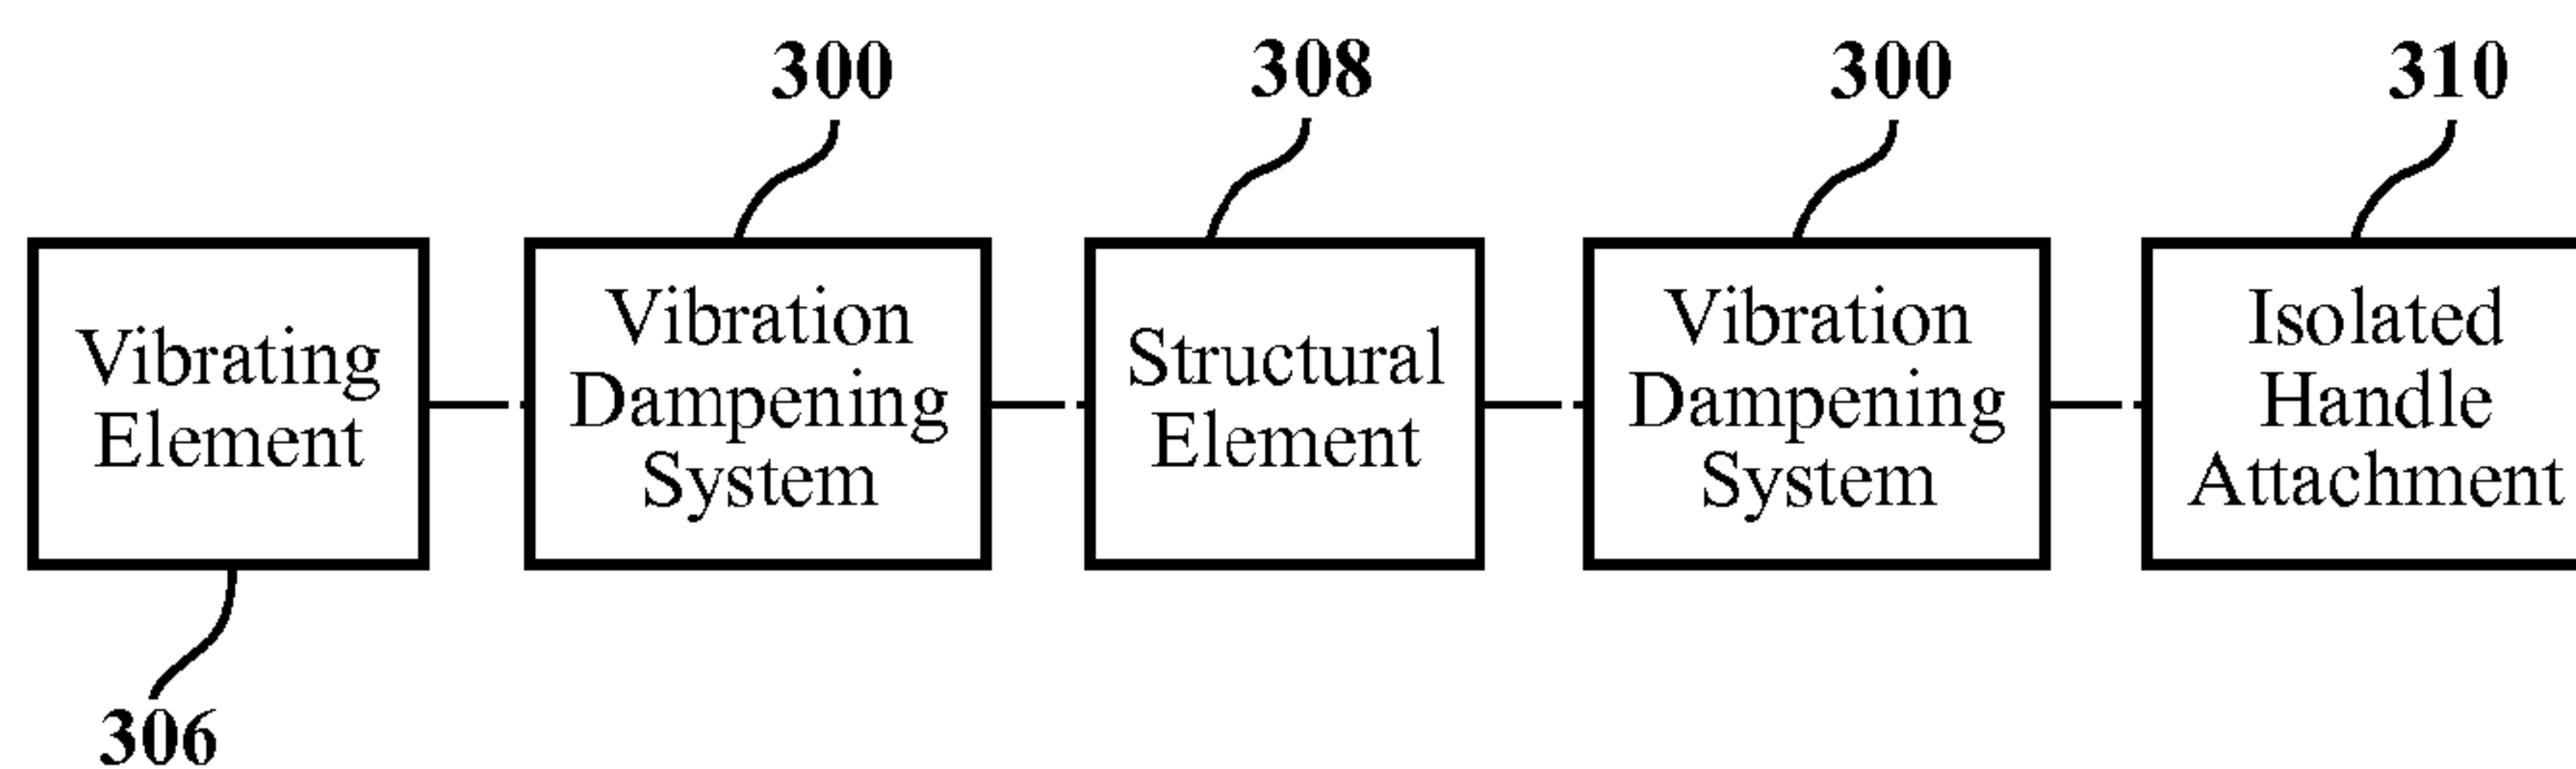 300
308
300
310
Vibrating
Element
Vibration
Dampening
System
Structural
Element
Vibration
Dampening
System
Isolated
Handle
Attachment
306